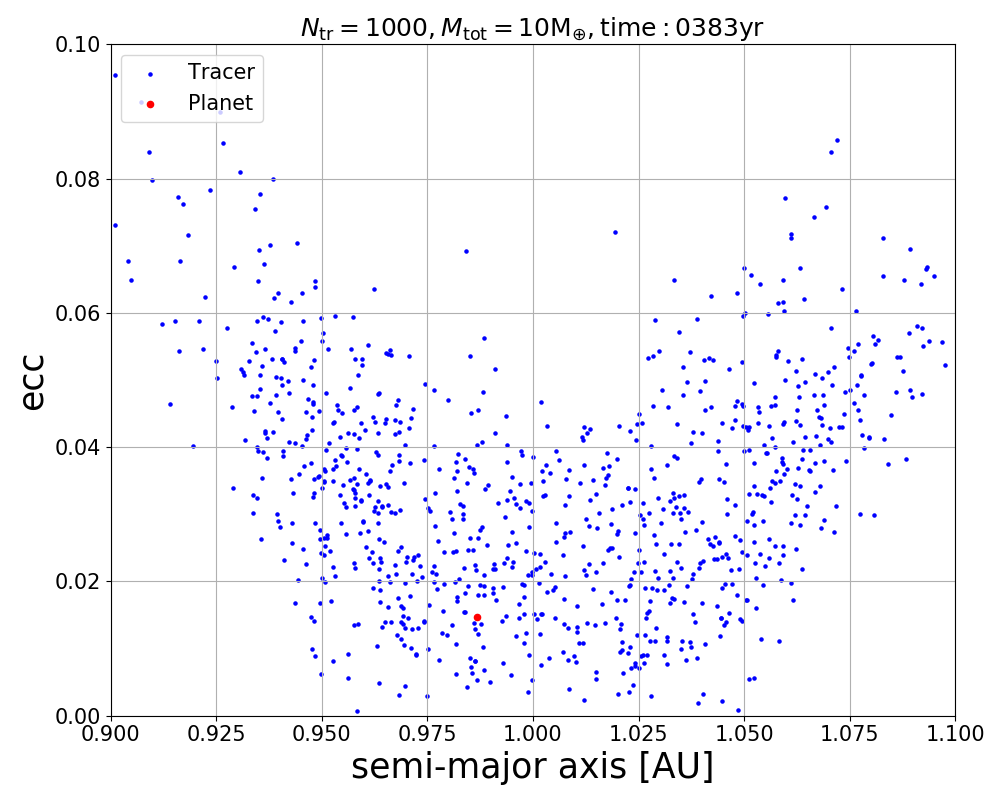 N_tr = 1000, M_tot = 10M_⊕, time : 0383yr
Tracer
Planet
0.10
0.08
0.06
0.04
0.02
0.00
ecc
0.900 0.925 0.950 0.975 1.000 1.025 1.050 1.075 1.100
semi-major axis [AU]